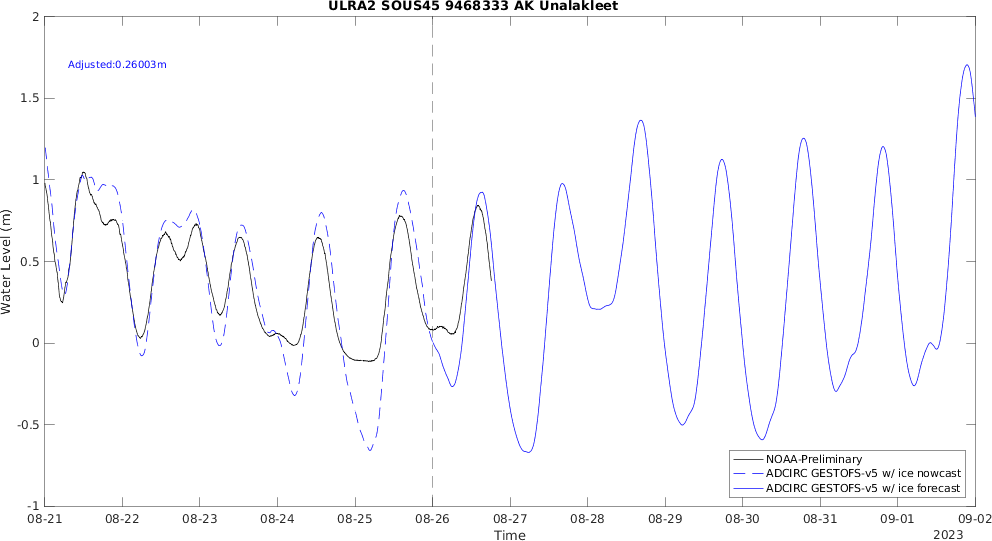 ULRA2 SOUS45 9468333 AK Unalakleet
Adjusted:0.26003m
Water Level (m)
2
1.5
1
0.5
0
-0.5
-1
NOAA-Preliminary
ADCIRC GESTOFS-v5 w/ ice nowcast
ADCIRC GESTOFS-v5 w/ ice forecast
08-21 08-22 08-23 08-24 08-25 08-26 08-27 08-28 08-29 08-30 08-31 09-01 09-02
Time
2023